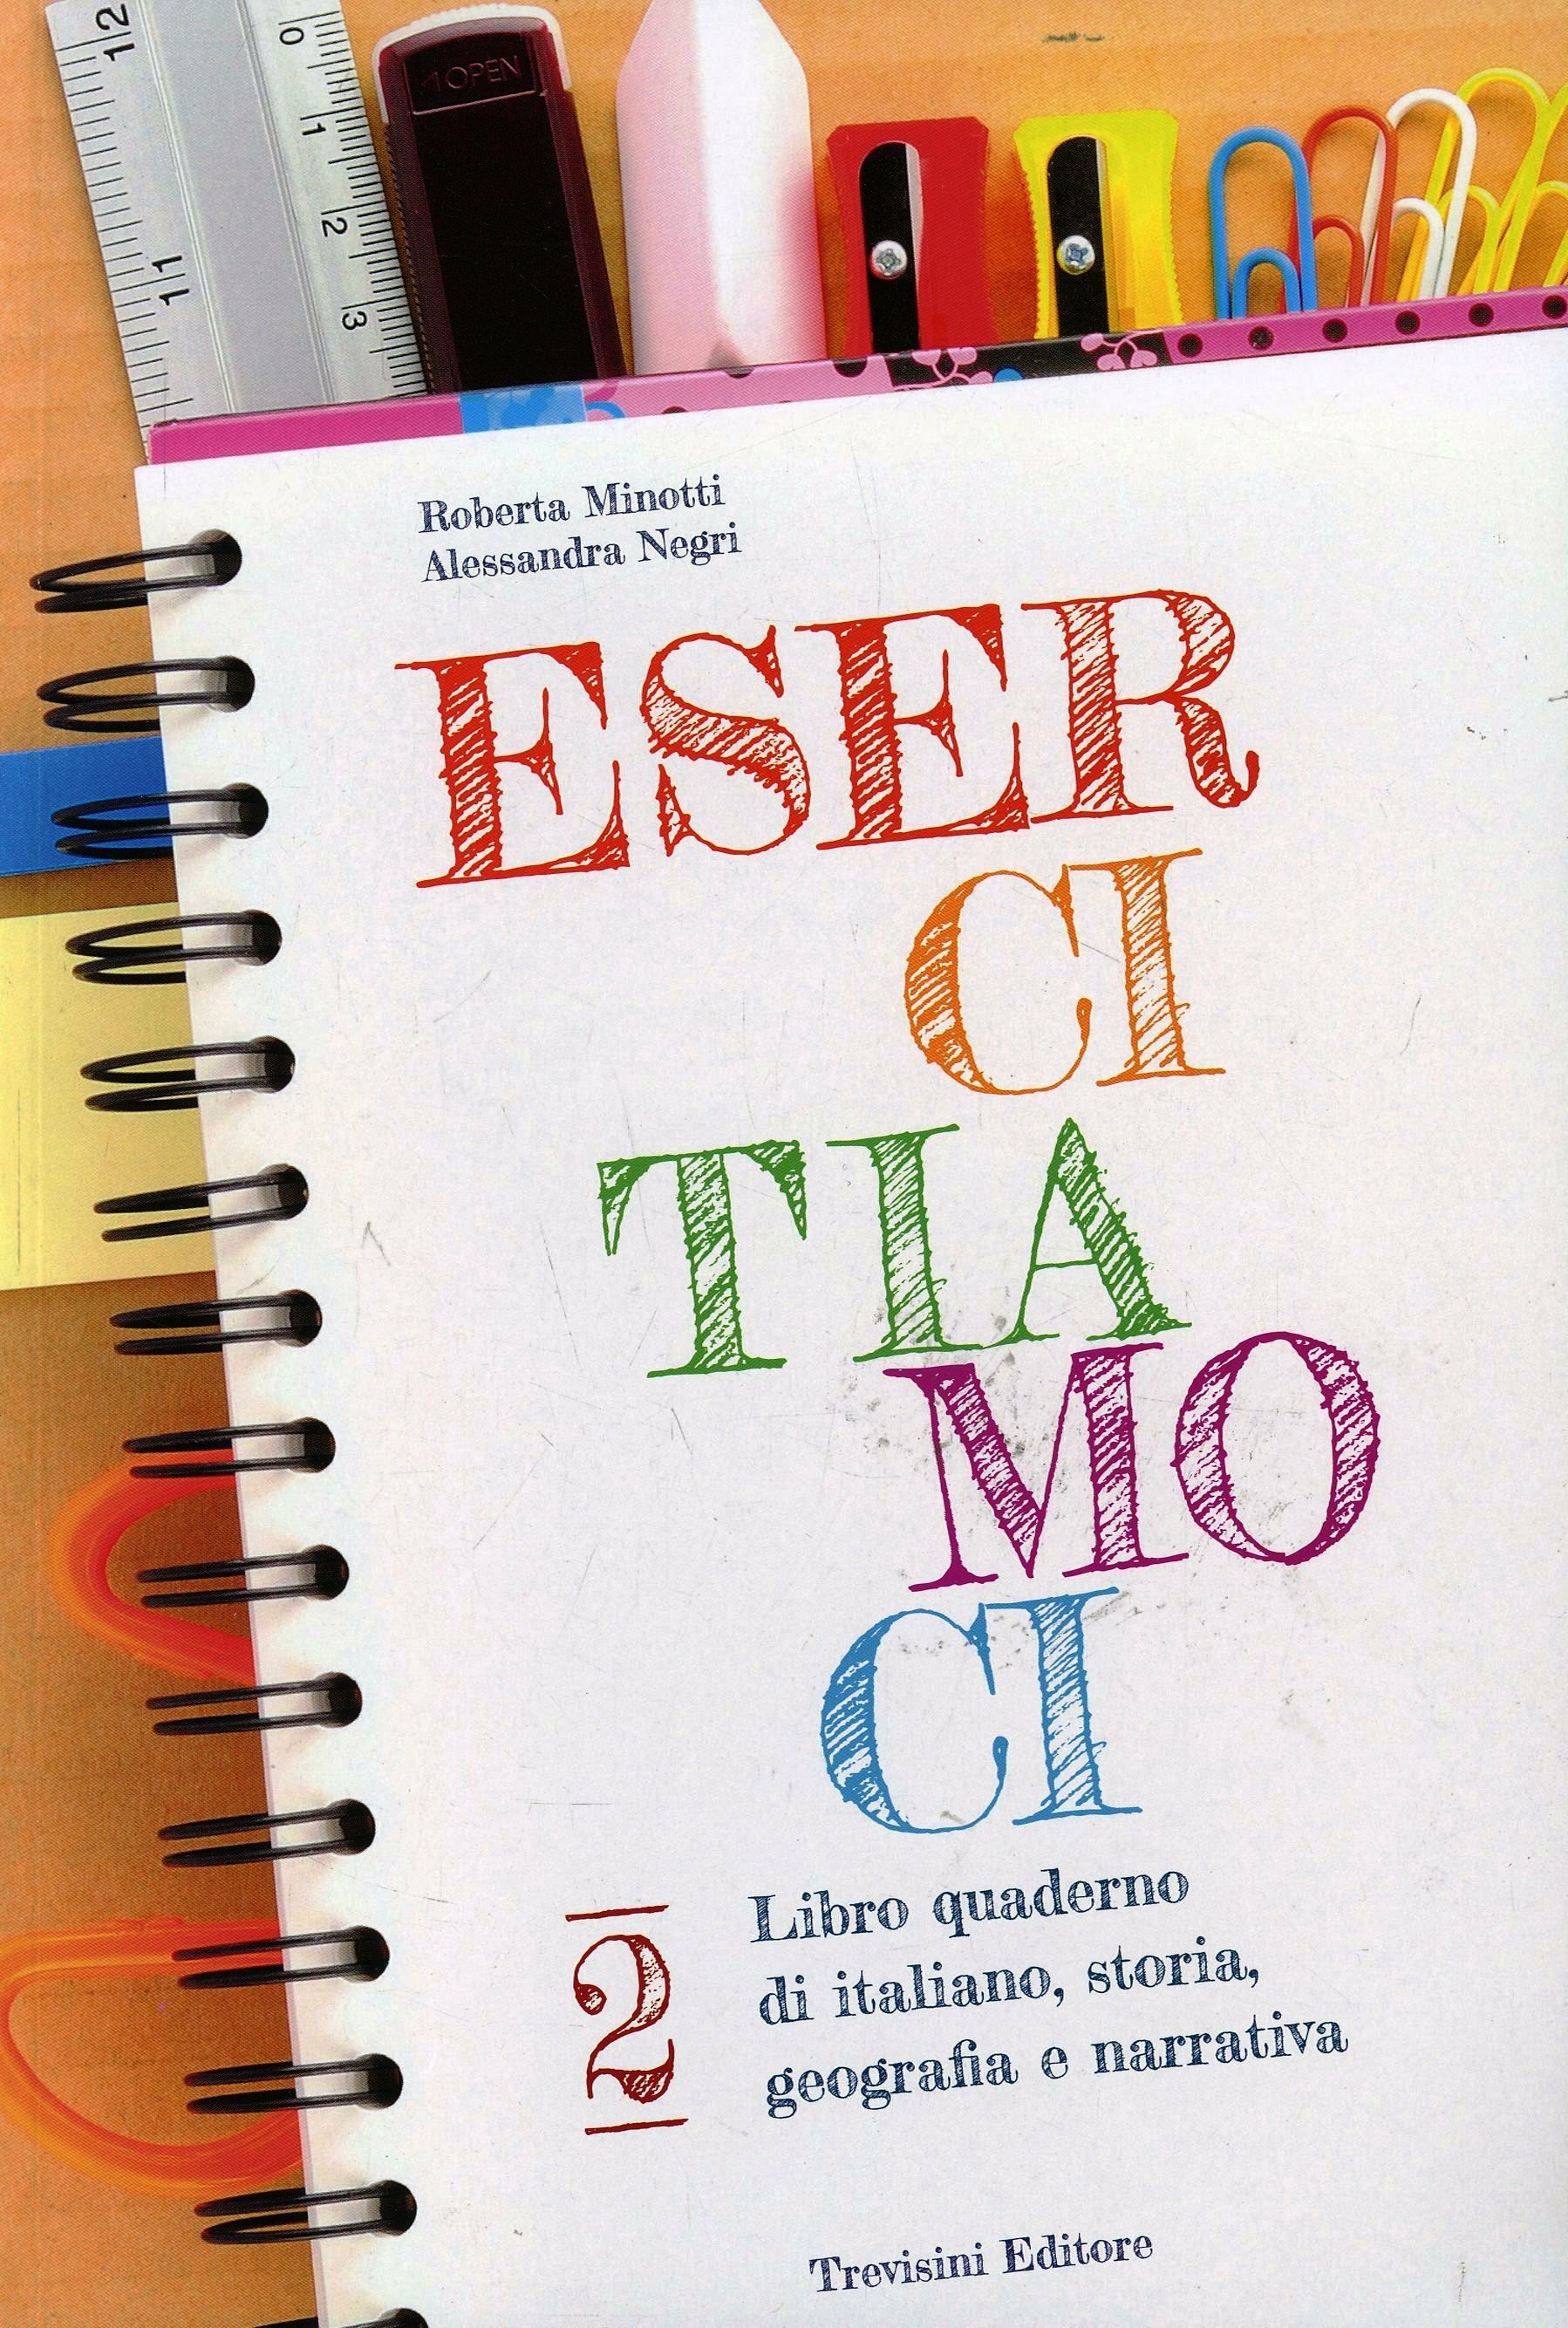 12
0
1 OPEN
1
2
11
3
Roberta Minotti
Alessandra Negri
ESER
CI
TIA
MO
CI
2
Libro quaderno
di italiano, storia,
geografia e narrativa
Trevisini Editore